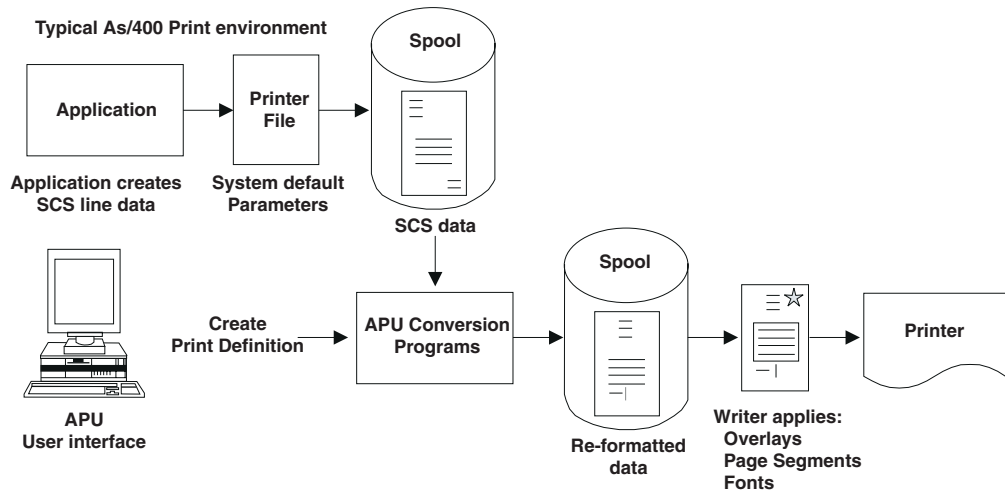 Typical As/400 Print environment
Application
Printer
File
Spool
Application creates
SCS line data
System default
Parameters
SCS data
APU
User interface
Create
Print Definition
APU Conversion
Programs
Spool
Re-formatted
data
Writer applies:
Overlays
Page Segments
Fonts
Printer